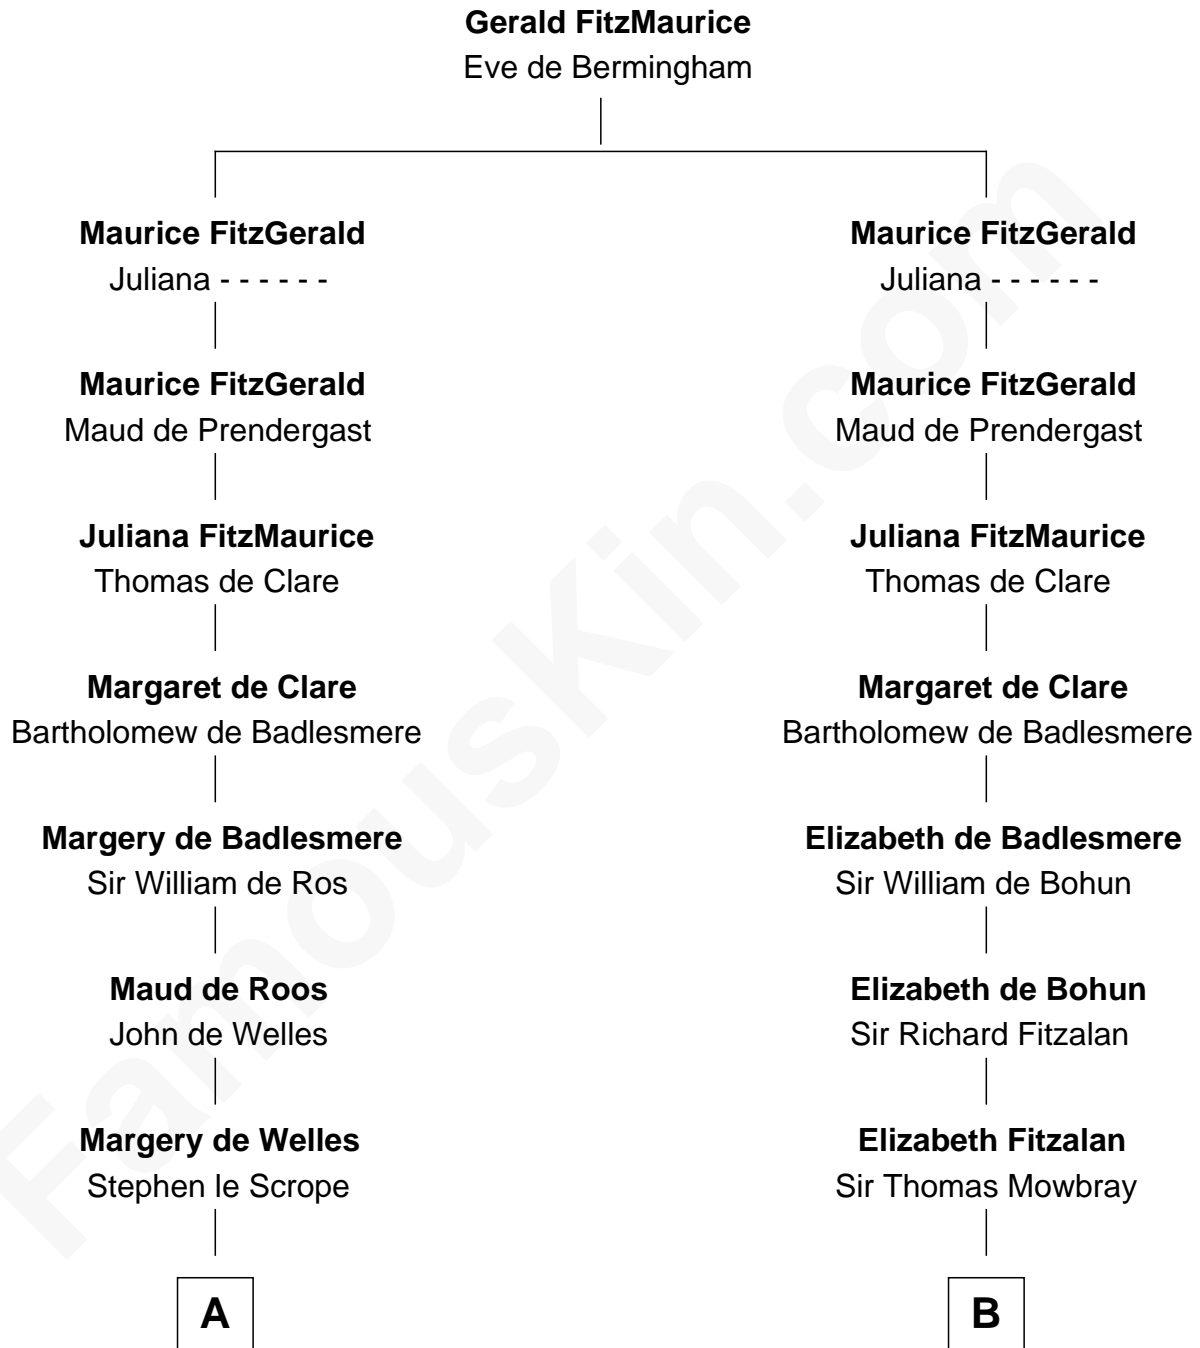 Gerald FitzMaurice
Eve de Bermingham
Maurice FitzGerald
Juliana - - - - - -
Maurice FitzGerald
Juliana - - - - - -
Maurice FitzGerald
Maud de Prendergast
Maurice FitzGerald
Maud de Prendergast
Juliana FitzMaurice
Thomas de Clare
Juliana FitzMaurice
Thomas de Clare
Margaret de Clare
Bartholomew de Badlesmere
Margaret de Clare
Bartholomew de Badlesmere
Margery de Badlesmere
Sir William de Ros
Elizabeth de Badlesmere
Sir William de Bohun
Maud de Roos
John de Welles
Elizabeth de Bohun
Sir Richard Fitzalan
Margery de Welles
Stephen le Scrope
Elizabeth Fitzalan
Sir Thomas Mowbray
A
B
FamousKin.com